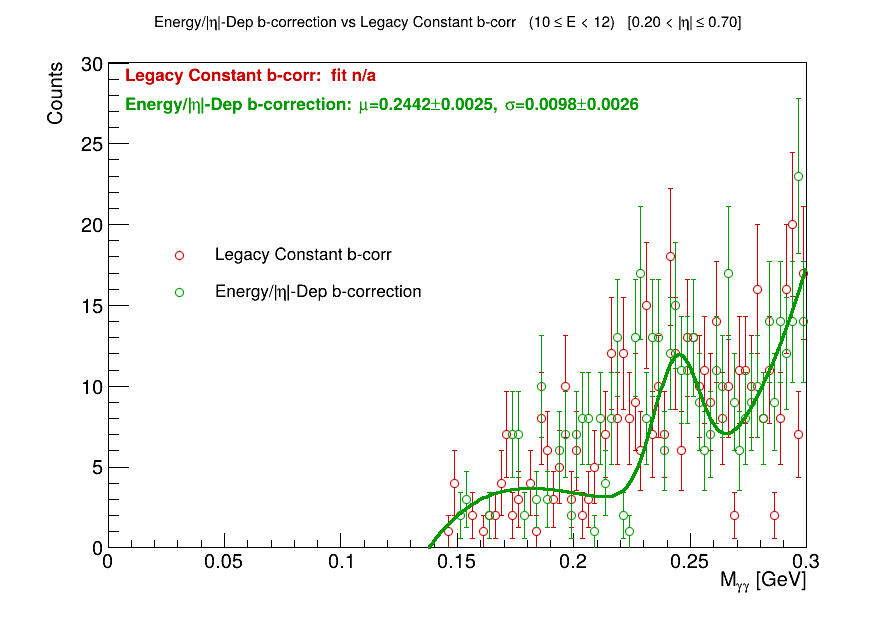 Energy/|η|-Dep b-correction vs Legacy Constant b-corr (10 ≤ E < 12) [0.20 < |η| ≤ 0.70]
Counts
30
25
20
15
10
5
0
Legacy Constant b-corr: fit n/a
Energy/|η|-Dep b-correction: μ=0.2442±0.0025, σ=0.0098±0.0026
Legacy Constant b-corr
Energy/|η|-Dep b-correction
0 0.05 0.1 0.15 0.2 0.25 0.3
Mγγ [GeV]